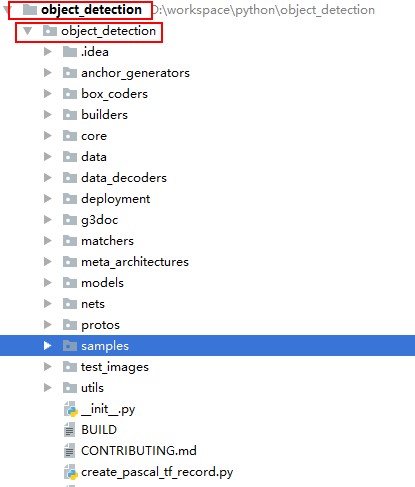 object_detection D:\workspace\python\object_detection
object_detection
.idea
anchor_generators
box_coders
builders
core
data
data_decoders
deployment
g3doc
matchers
meta_architectures
models
nets
protos
samples
test_images
utils
__init__.py
BUILD
CONTRIBUTING.md
create_pascal_tf_record.py